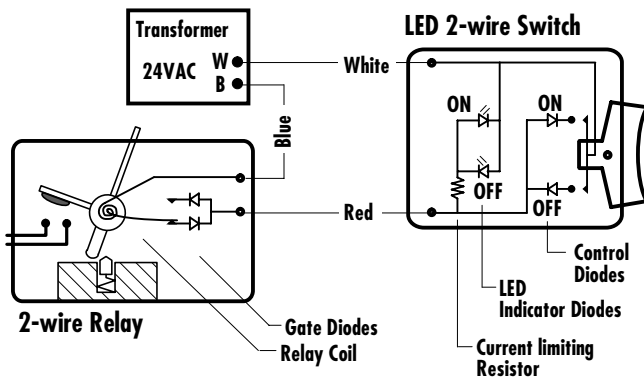 Transformer
24VAC
W
B
LED 2-wire Switch
White
Blue
ON
ON
OFF
OFF
Red
Control
Diodes
LED
Indicator Diodes
2-wire Relay
Gate Diodes
Relay Coil
Current limiting
Resistor